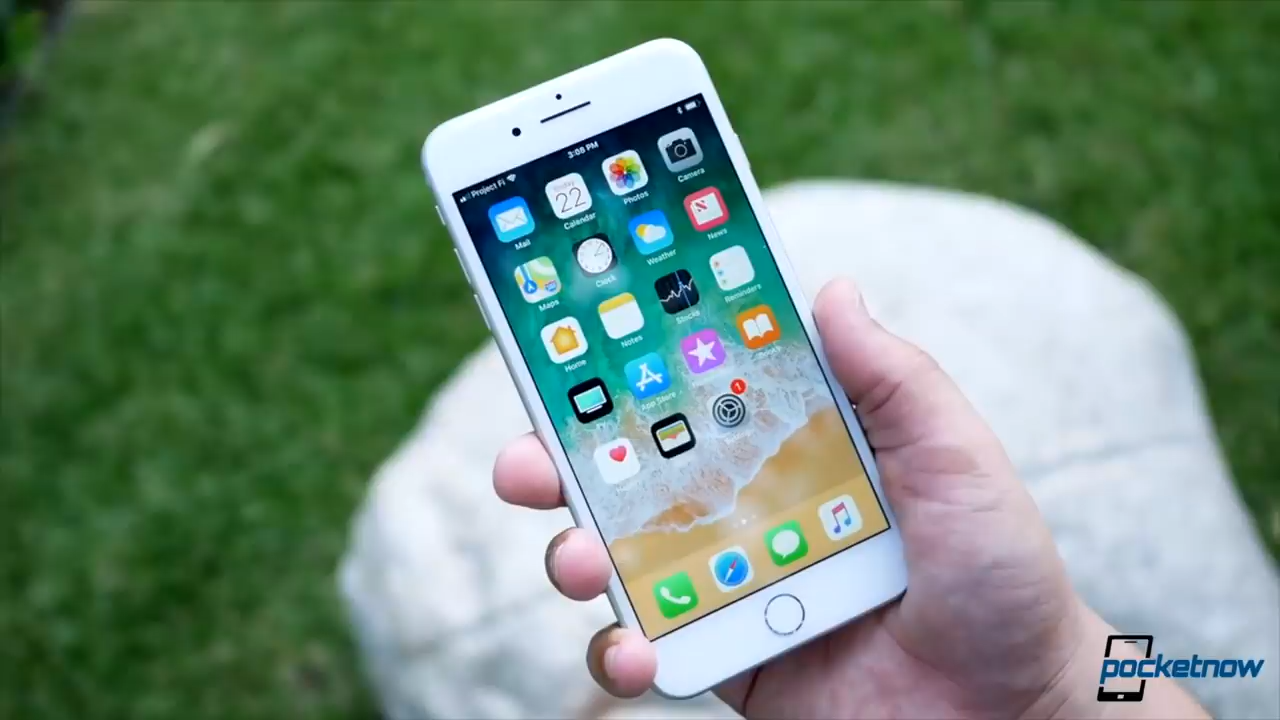 Project Fi
3:08 PM
Mail
22
Calendar
Photos
Camera
Maps
Clock
Weather
News
Home
Notes
Stocks
Reminders
App Store
1
pocketnow